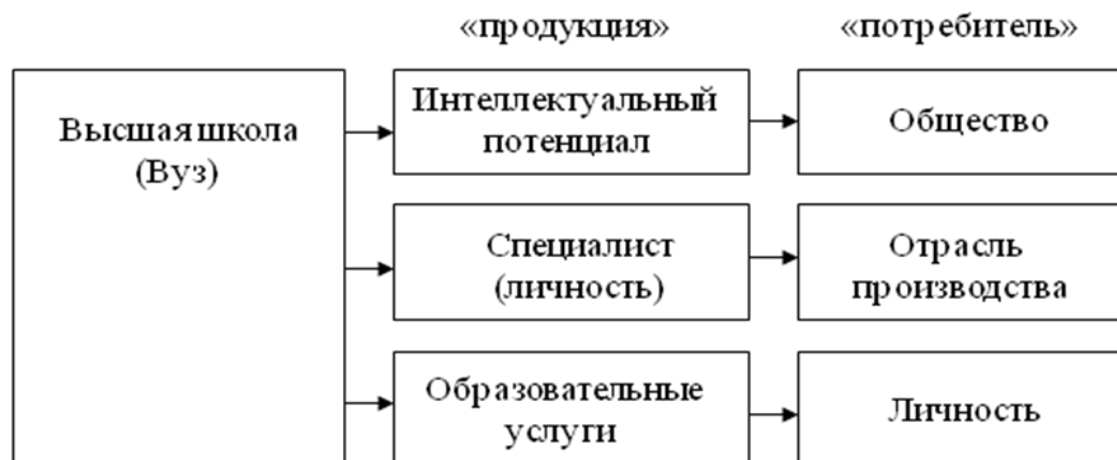 «продукция»
«потребитель»
Высшая школа
(Вуз)
Интеллектуальный
потенциал
Общество
Специалист
(личность)
Отрасль
производства
Образовательные
услуги
Личность